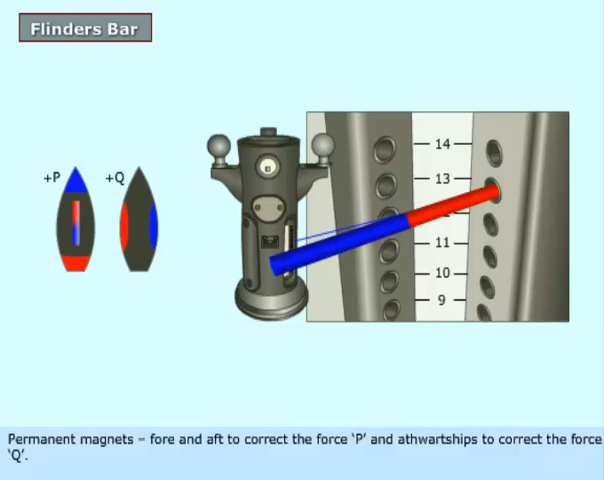 Flinders Bar
+P +Q
14
13
11
10
9
Permanent magnets – fore and aft to correct the force ‘P’ and athwartships to correct the force
‘Q’.